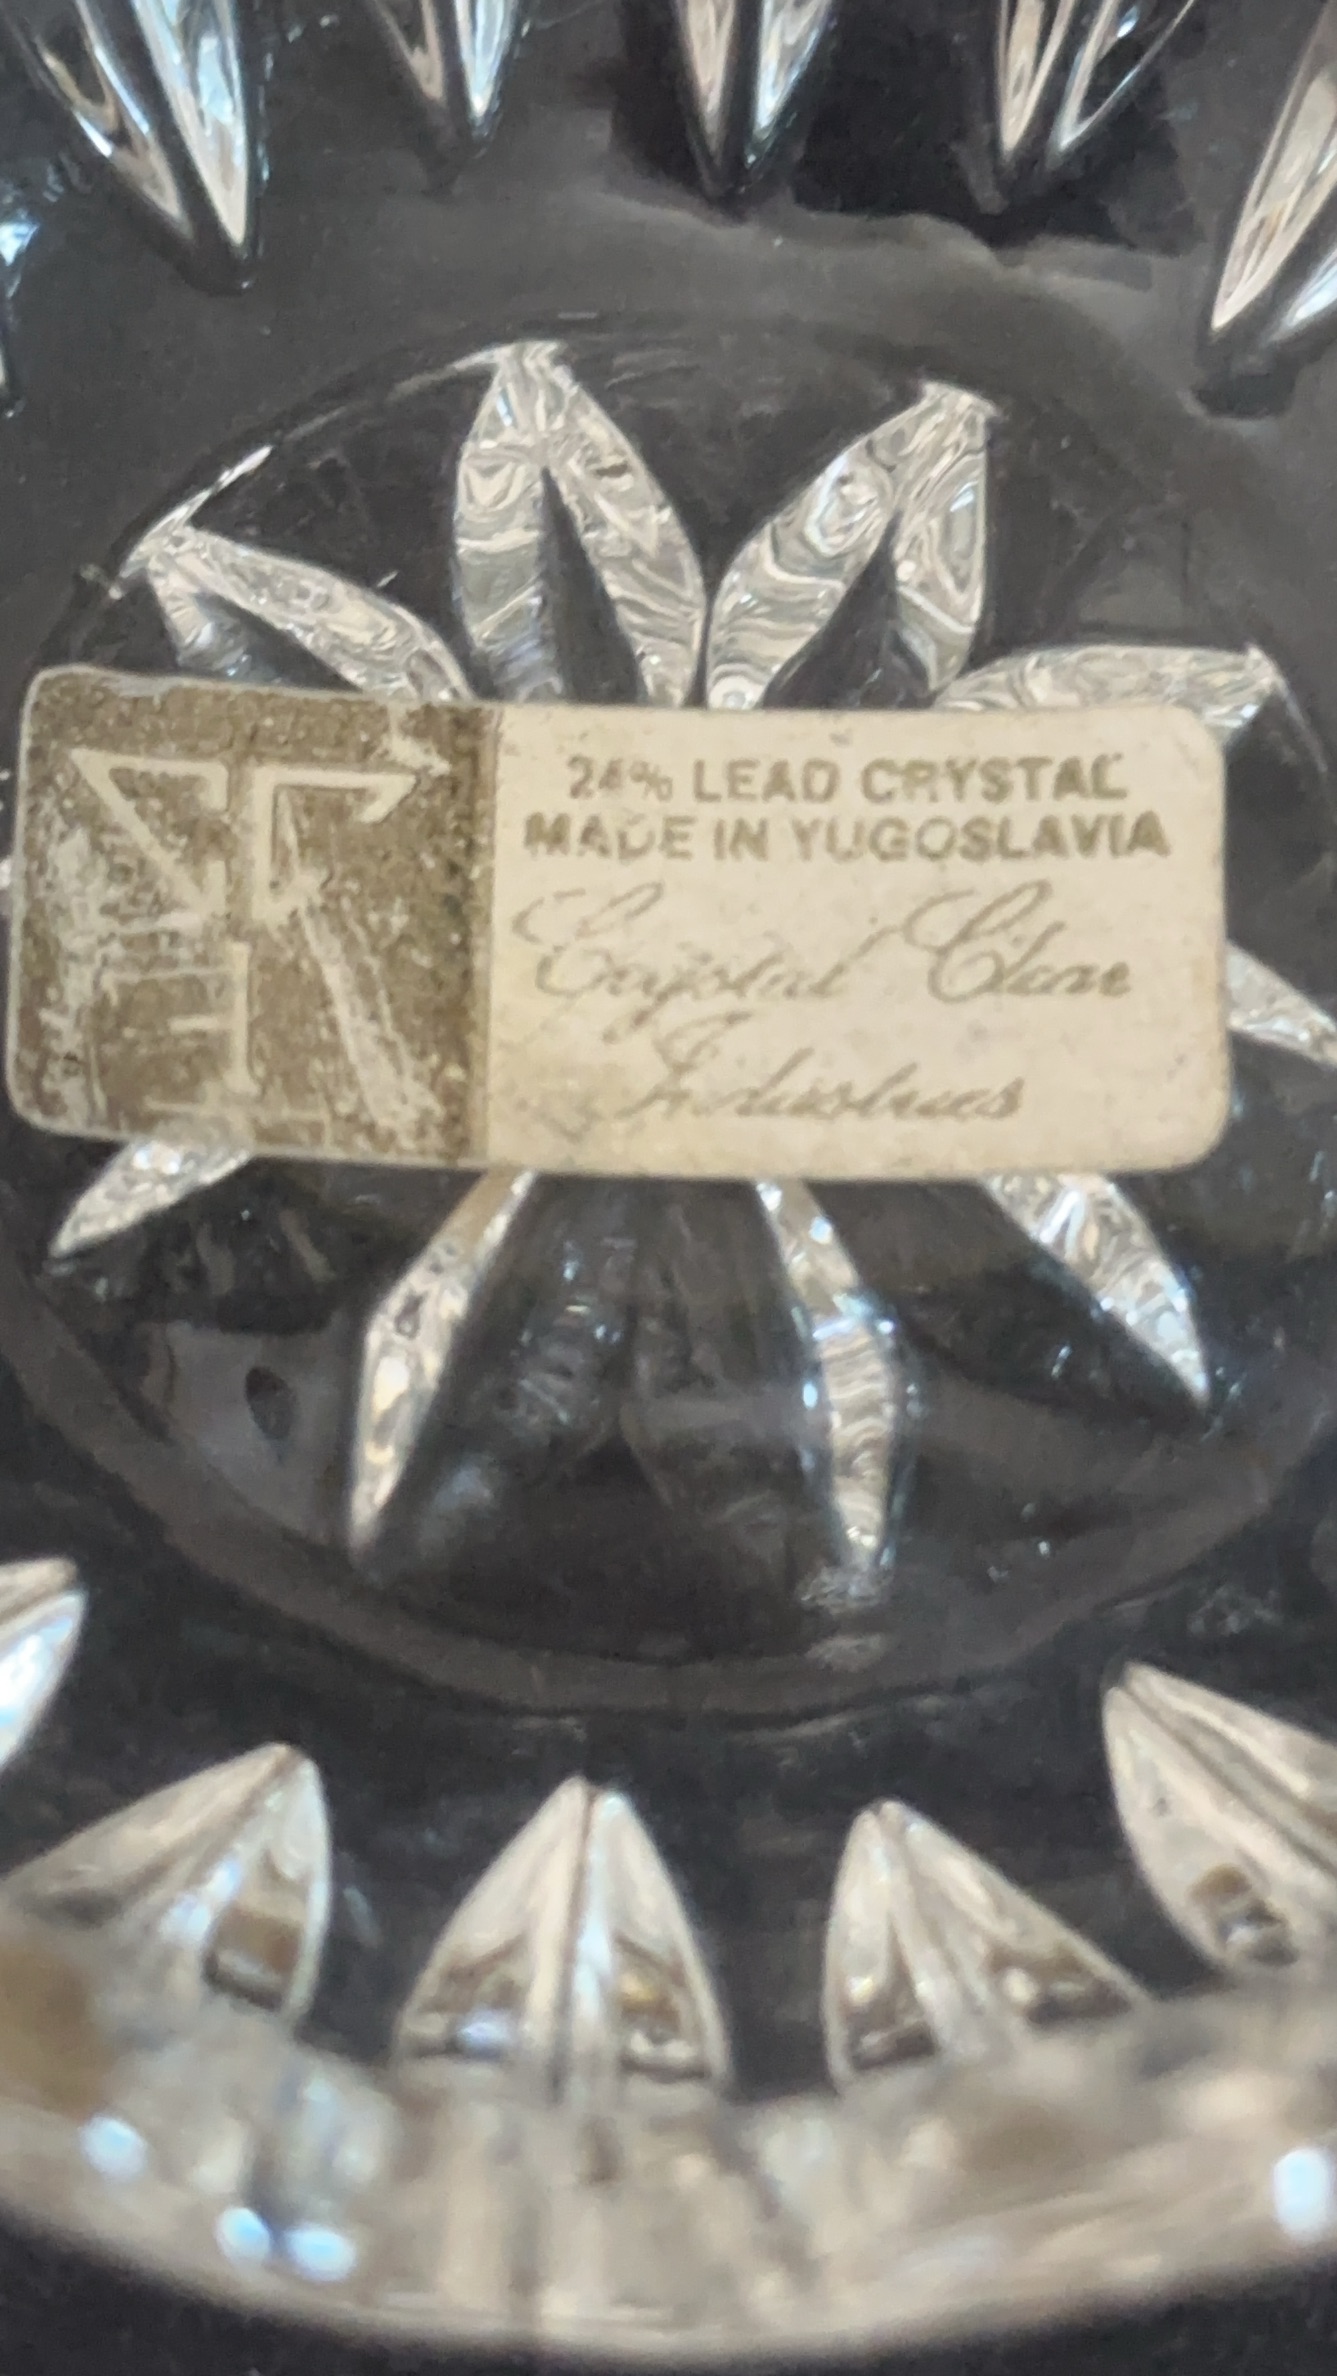 24% LEAD CRYSTAL
MADE IN YUGOSLAVIA
Crystal Clear
Industries